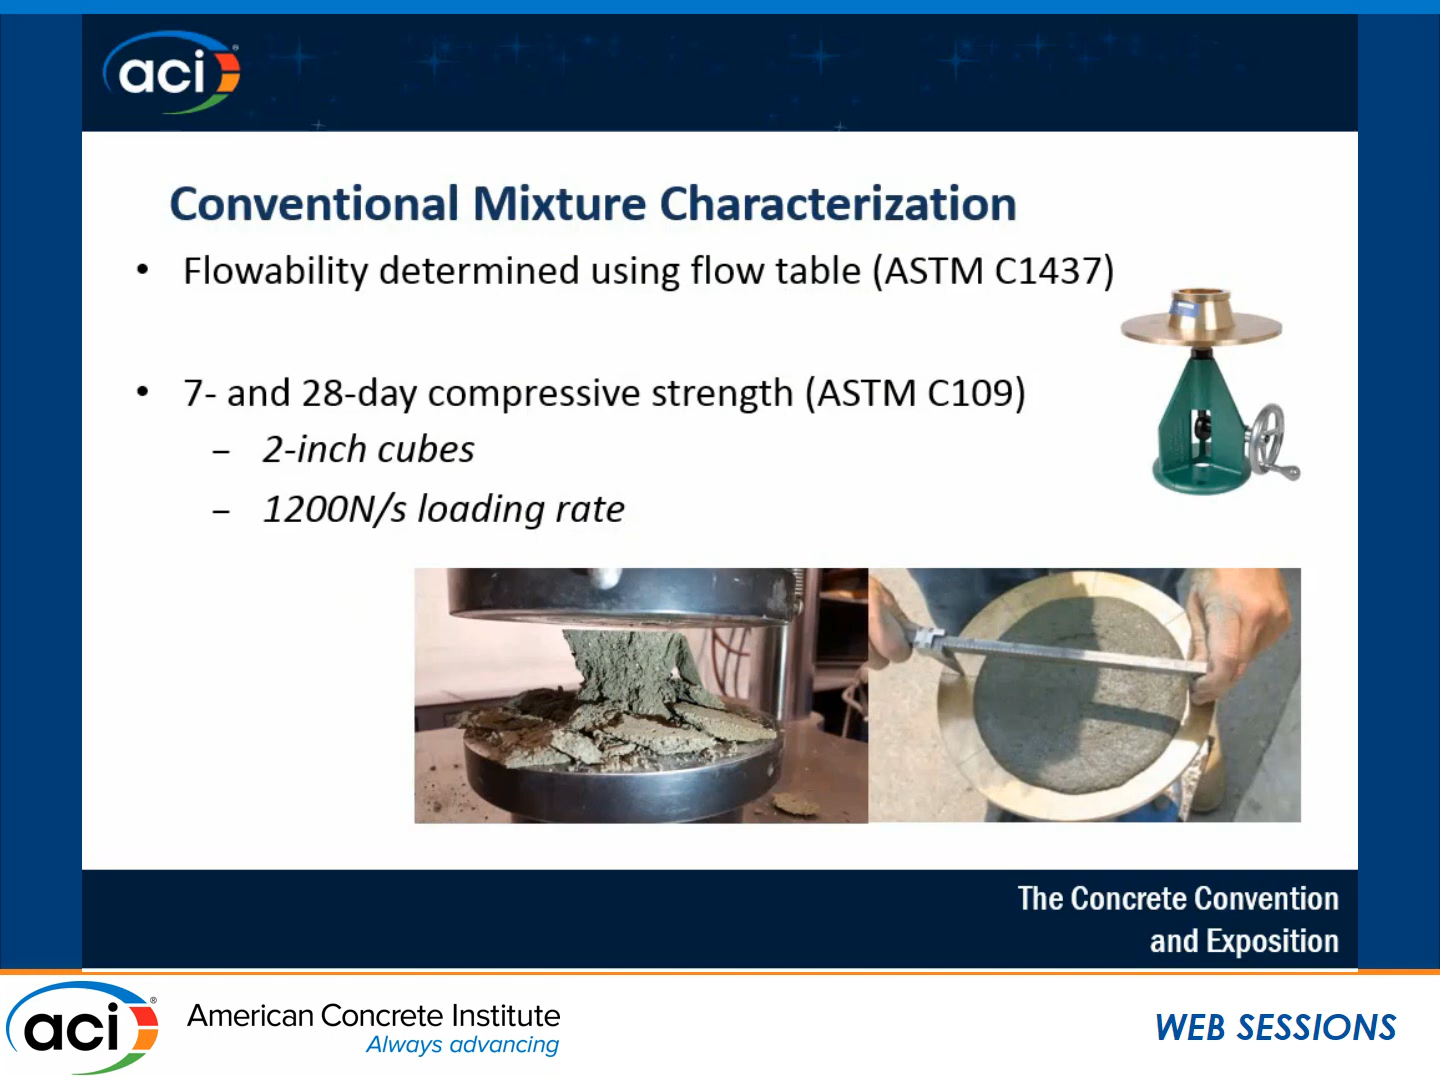 aci®
Conventional Mixture Characterization
• Flowability determined using flow table (ASTM C1437)
• 7- and 28-day compressive strength (ASTM C109)
– 2-inch cubes
– 1200N/s loading rate
The Concrete Convention
and Exposition
aci®
American Concrete Institute
Always advancing
WEB SESSIONS